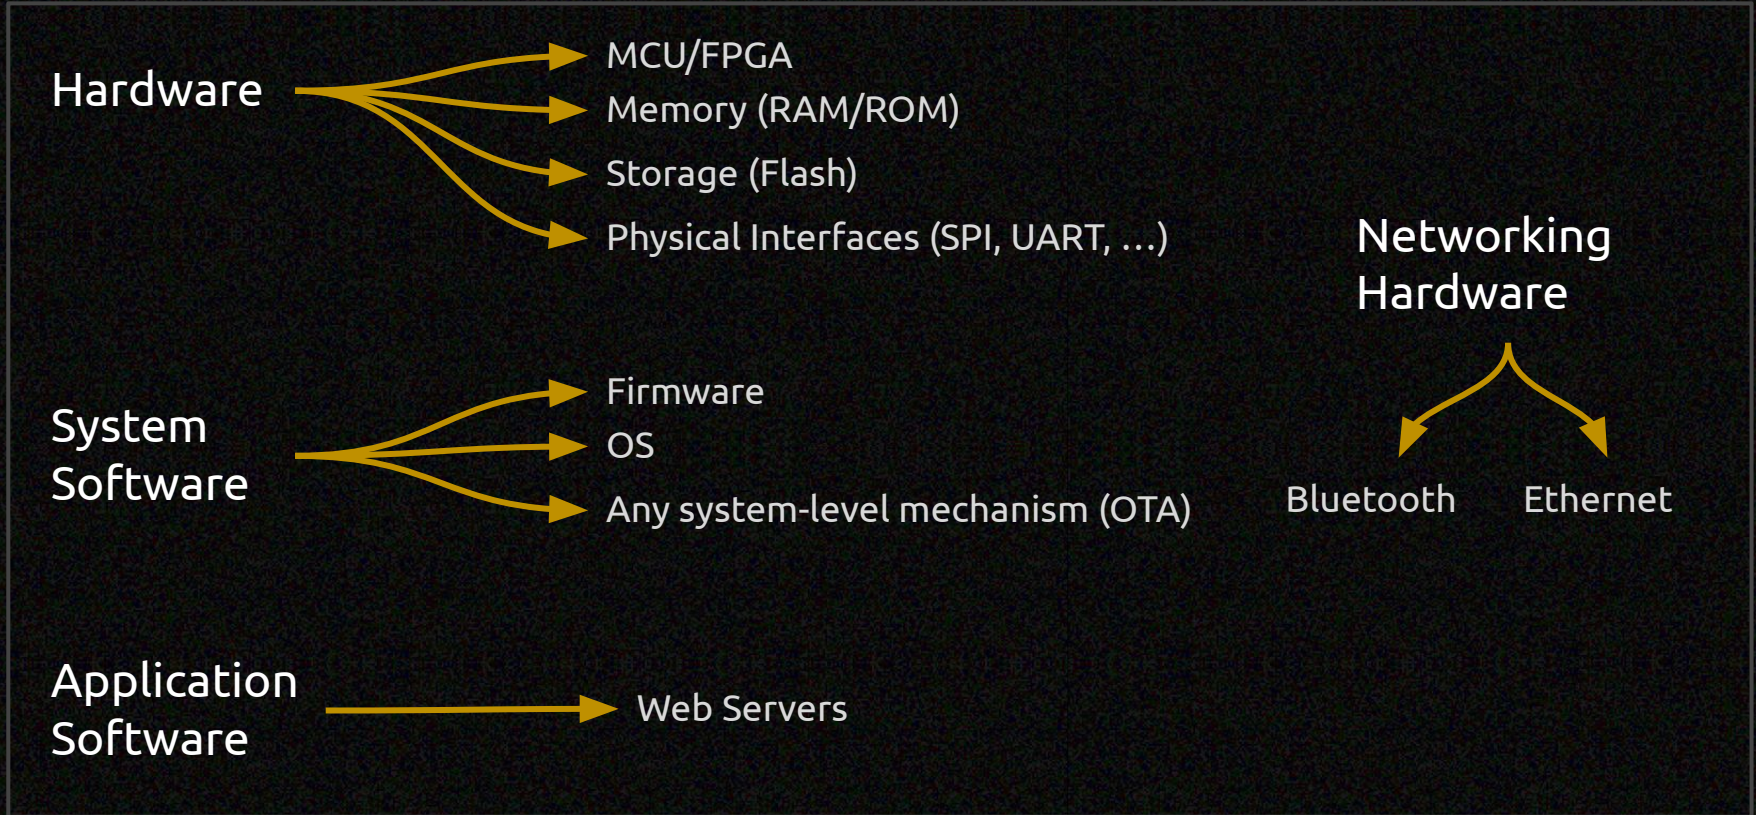 Hardware
MCU/FPGA
Memory (RAM/ROM)
Storage (Flash)
Physical Interfaces (SPI, UART, …)
Networking
Hardware
Bluetooth
Ethernet
System
Software
Firmware
OS
Any system-level mechanism (OTA)
Application
Software
Web Servers